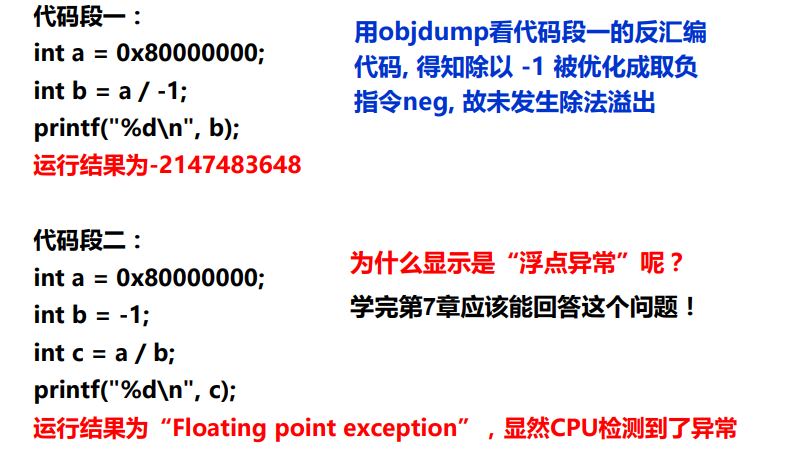 代码段一：
int a = 0x80000000;
int b = a / -1;
printf("%d\n", b);
运行结果为-2147483648
用objdump看代码段一的反汇编
代码, 得知除以 -1 被优化成取负
指令neg, 故未发生除法溢出
代码段二：
int a = 0x80000000;
int b = -1;
int c = a / b;
printf("%d\n", c);
运行结果为“Floating point exception”，显然CPU检测到了异常
为什么显示是“浮点异常”呢？
学完第7章应该能回答这个问题！